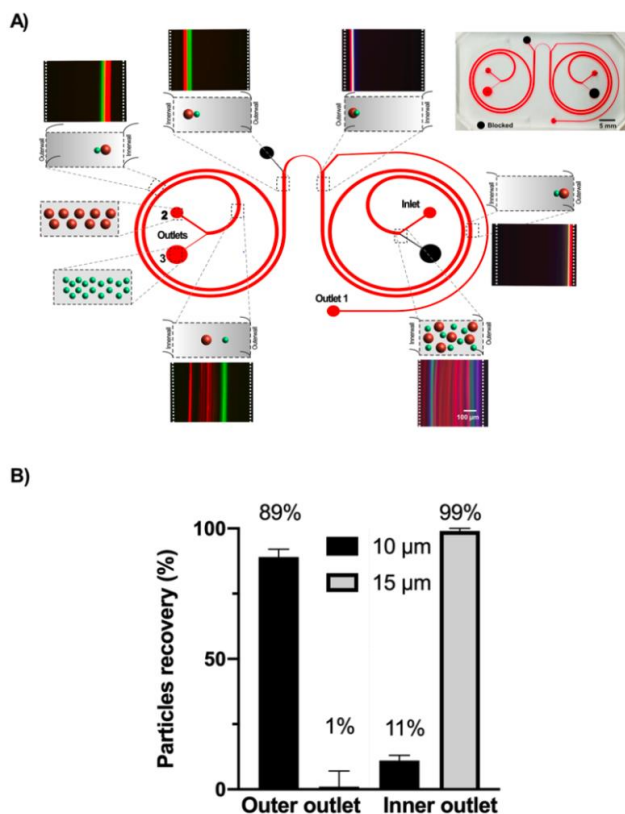 A)
Blocked
5 mm
Innerwall
Outerwall
Outerwall
Innerwall
Innerwall
Outerwall
Innerwall
Outerwall
2
Outlets
3
Inlet
Outlet 1
Innerwall
Outerwall
Innerwall
Outerwall
100 µm
B)
Particles recovery (%)
100
50
0
89%
1%
11%
99%
10 µm
15 µm
Outer outlet
Inner outlet